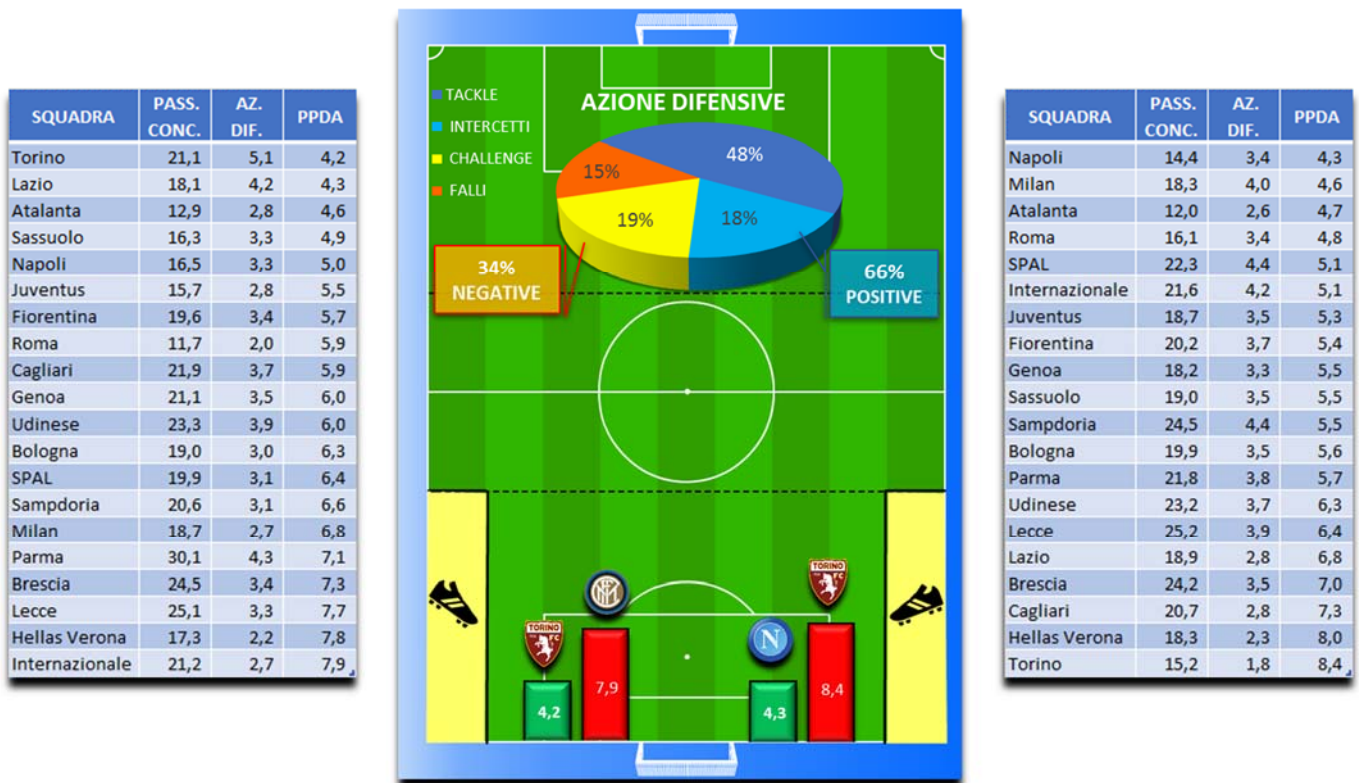 SQUADRA PASS. CONC. AZ. DIF. PPDA
Torino 21,1 5,1 4,2
Lazio 18,1 4,2 4,3
Atalanta 12,9 2,8 4,6
Sassuolo 16,3 3,3 4,9
Napoli 16,5 3,3 5,0
Juventus 15,7 2,8 5,5
Fiorentina 19,6 3,4 5,7
Roma 11,7 2,0 5,9
Cagliari 21,9 3,7 5,9
Genoa 21,1 3,5 6,0
Udinese 23,3 3,9 6,0
Bologna 19,0 3,0 6,3
SPAL 19,9 3,1 6,4
Sampdoria 20,6 3,1 6,6
Milan 18,7 2,7 6,8
Parma 30,1 4,3 7,1
Brescia 24,5 3,4 7,3
Lecce 25,1 3,3 7,7
Hellas Verona 17,3 2,2 7,8
Internazionale 21,2 2,7 7,9
AZIONE DIFENSIVE
TACKLE
INTERCETTI
CHALLENGE
FALLI
48%
15%
19%
18%
34%
NEGATIVE
66%
POSITIVE
TORINO
FC
TORINO
FC
N
4,2
7,9
4,3
8,4
SQUADRA PASS. CONC. AZ. DIF. PPDA
Napoli 14,4 3,4 4,3
Milan 18,3 4,0 4,6
Atalanta 12,0 2,6 4,7
Roma 16,1 3,4 4,8
SPAL 22,3 4,4 5,1
Internazionale 21,6 4,2 5,1
Juventus 18,7 3,5 5,3
Fiorentina 20,2 3,7 5,4
Genoa 18,2 3,3 5,5
Sassuolo 19,0 3,5 5,5
Sampdoria 24,5 4,4 5,5
Bologna 19,9 3,5 5,6
Parma 21,8 3,8 5,7
Udinese 23,2 3,7 6,3
Lecce 25,2 3,9 6,4
Lazio 18,9 2,8 6,8
Brescia 24,2 3,5 7,0
Cagliari 20,7 2,8 7,3
Hellas Verona 18,3 2,3 8,0
Torino 15,2 1,8 8,4